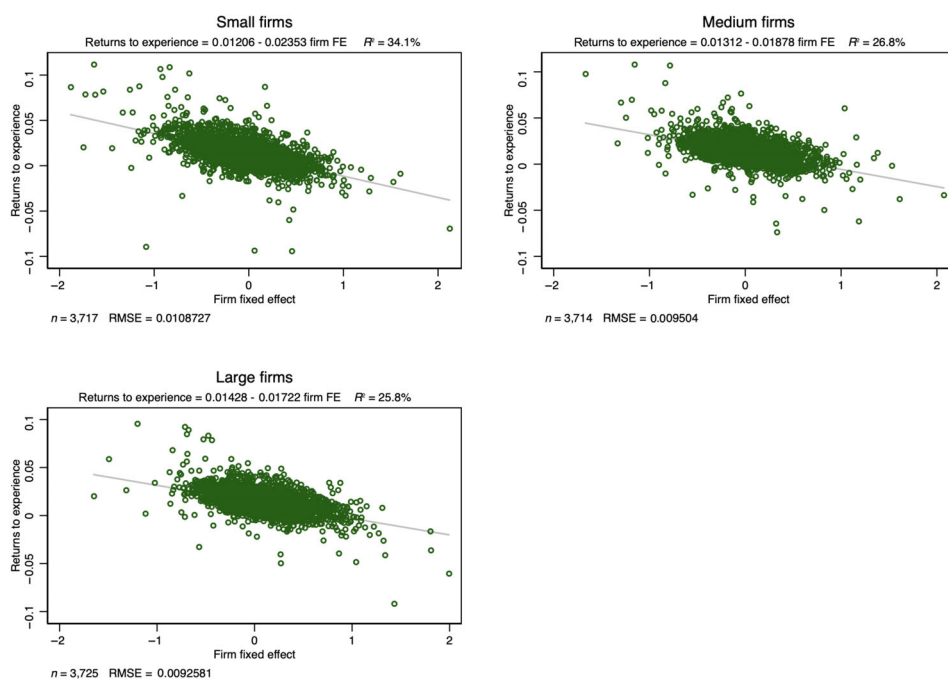 Small firms
Returns to experience = 0.01206 - 0.02353 firm FE R² = 34.1%
0.1
0.05
0
−0.05
−0.1
Returns to experience
−2 −1 0 1 2
Firm fixed effect
n = 3,717 RMSE = 0.0108727
Medium firms
Returns to experience = 0.01312 - 0.01878 firm FE R² = 26.8%
0.1
0.05
0
−0.05
−0.1
Returns to experience
−2 −1 0 1 2
Firm fixed effect
n = 3,714 RMSE = 0.009504
Large firms
Returns to experience = 0.01428 - 0.01722 firm FE R² = 25.8%
0.1
0.05
0
−0.05
−0.1
Returns to experience
−2 −1 0 1 2
Firm fixed effect
n = 3,725 RMSE = 0.0092581